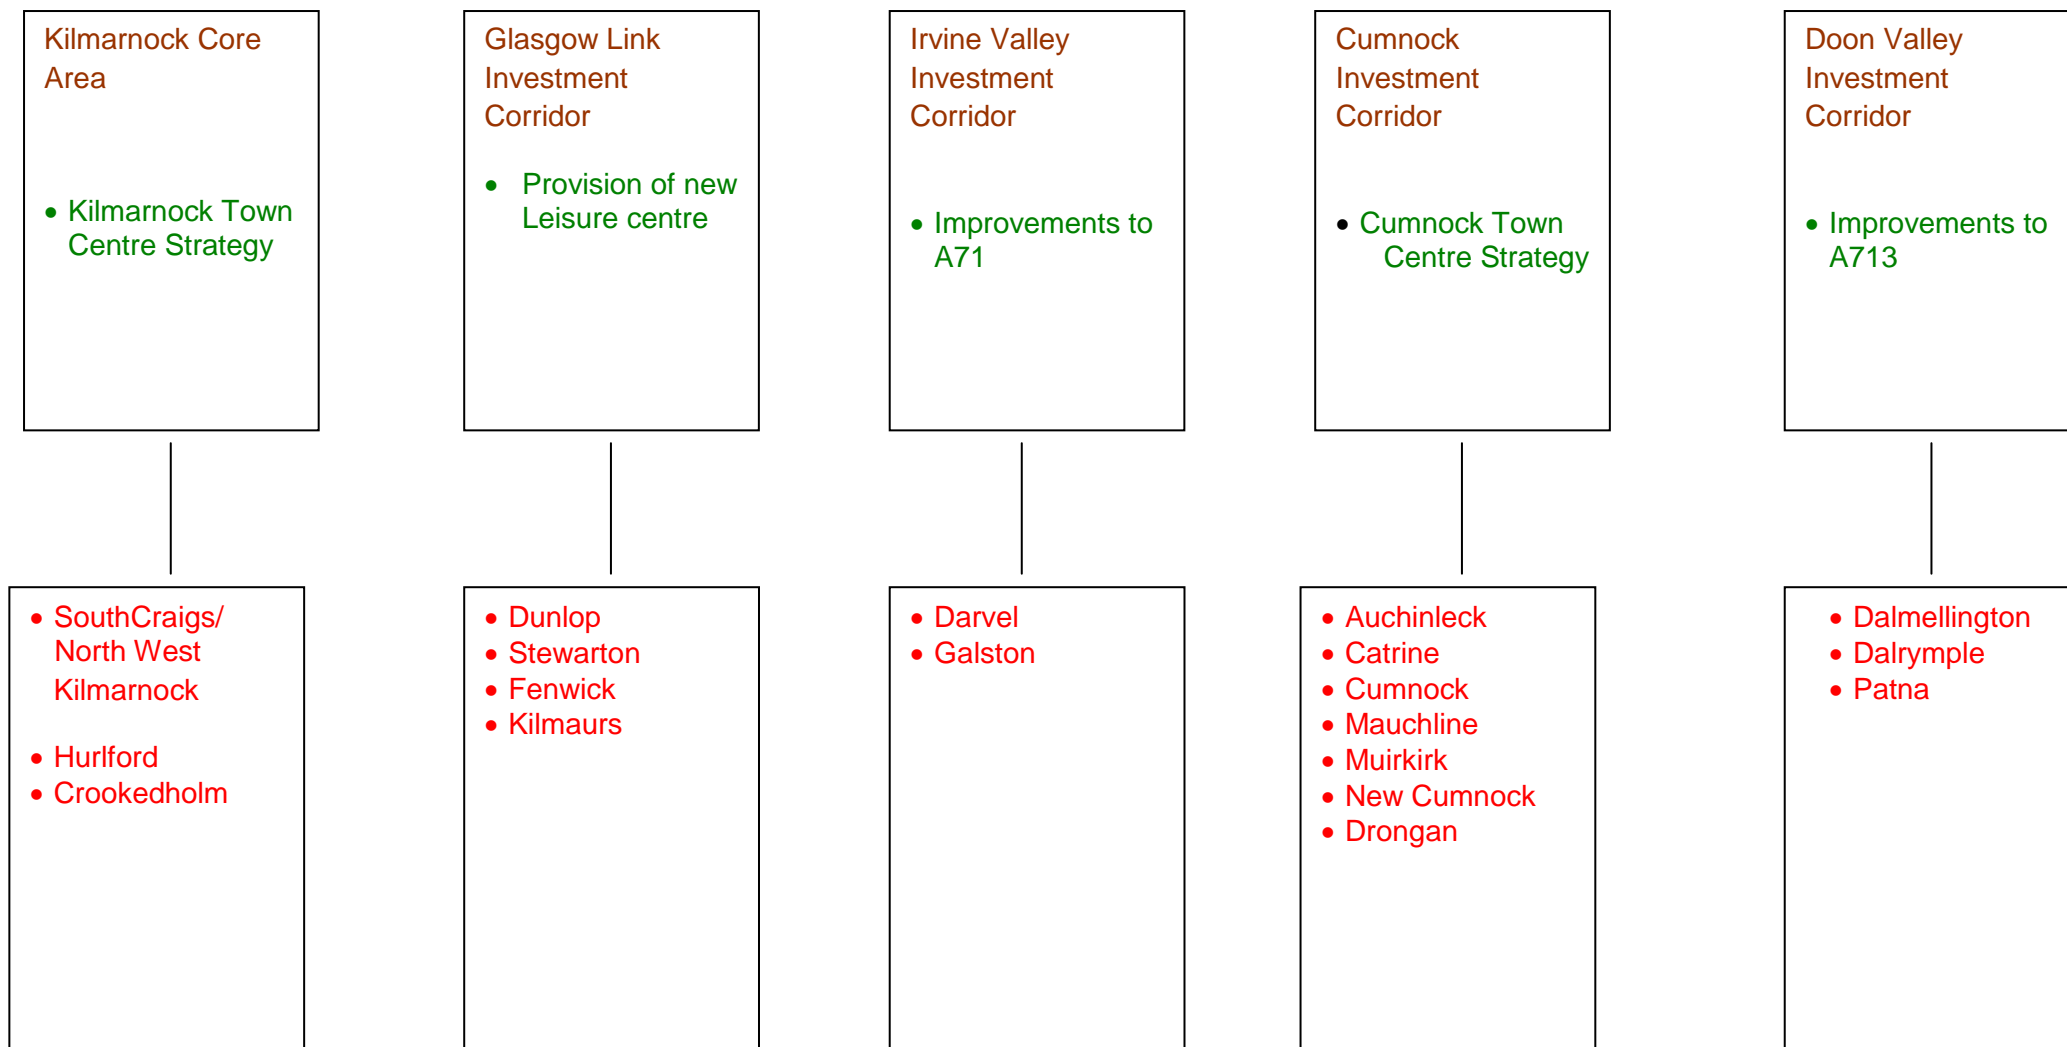 Kilmarnock Core
Area
• Kilmarnock Town
Centre Strategy
Glasgow Link
Investment
Corridor
• Provision of new
Leisure centre
Irvine Valley
Investment
Corridor
• Improvements to
A71
Cumnock
Investment
Corridor
• Cumnock Town
Centre Strategy
Doon Valley
Investment
Corridor
• Improvements to
A713
• SouthCraigs/
North West
Kilmarnock
• Hurlford
• Crookedholm
• Dunlop
• Stewarton
• Fenwick
• Kilmaurs
• Darvel
• Galston
• Auchinleck
• Catrine
• Cumnock
• Mauchline
• Muirkirk
• New Cumnock
• Drongan
• Dalmellington
• Dalrymple
• Patna